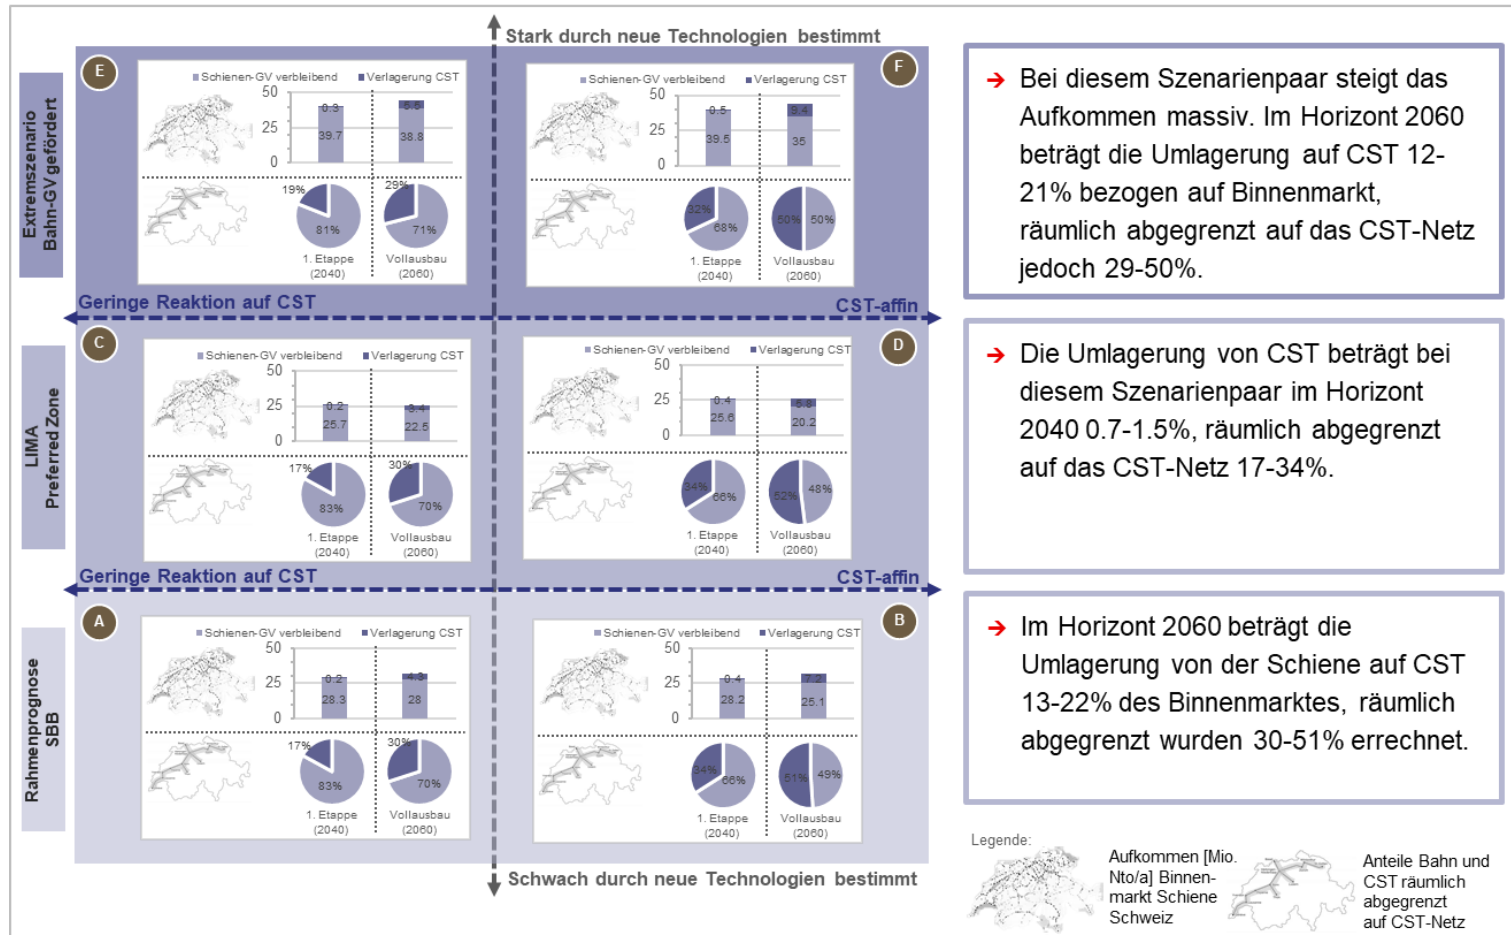 Stark durch neue Technologien bestimmt
Extremszenario
Bahn-GV gefördert
E
Schienen-GV verbleibend
Verlagerung CST
50
25
0
0.3
39.7
5.6
38.8
19%
81%
29%
71%
1. Etappe
(2040)
Vollausbau
(2060)
F
Schienen-GV verbleibend
Verlagerung CST
50
25
0
0.5
39.5
9.4
35
32%
68%
50%
50%
1. Etappe
(2040)
Vollausbau
(2060)
➔ Bei diesem Szenarienpaar steigt das
Aufkommen massiv. Im Horizont 2060
beträgt die Umlagerung auf CST 12-
21% bezogen auf Binnenmarkt,
räumlich abgegrenzt auf das CST-Netz
jedoch 29-50%.
Geringe Reaktion auf CST
CST-affin
LIMA
Preferred Zone
C
Schienen-GV verbleibend
Verlagerung CST
50
25
0
0.2
25.7
3.4
22.5
17%
83%
30%
70%
1. Etappe
(2040)
Vollausbau
(2060)
D
Schienen-GV verbleibend
Verlagerung CST
50
25
0
0.4
25.6
5.8
20.2
34%
66%
52%
48%
1. Etappe
(2040)
Vollausbau
(2060)
➔ Die Umlagerung von CST beträgt bei
diesem Szenarienpaar im Horizont
2040 0.7-1.5%, räumlich abgegrenzt
auf das CST-Netz 17-34%.
Geringe Reaktion auf CST
CST-affin
Rahmenprognose
SBB
A
Schienen-GV verbleibend
Verlagerung CST
50
25
0
0.2
28.3
4.3
28
17%
83%
30%
70%
1. Etappe
(2040)
Vollausbau
(2060)
B
Schienen-GV verbleibend
Verlagerung CST
50
25
0
0.4
28.2
7.2
25.1
34%
66%
51%
49%
1. Etappe
(2040)
Vollausbau
(2060)
➔ Im Horizont 2060 beträgt die
Umlagerung von der Schiene auf CST
13-22% des Binnenmarktes, räumlich
abgegrenzt wurden 30-51% errechnet.
Schwach durch neue Technologien bestimmt
Legende:
Aufkommen [Mio.
Nto/a] Binnen-
markt Schiene
Schweiz
Anteile Bahn und
CST räumlich
abgegrenzt
auf CST-Netz